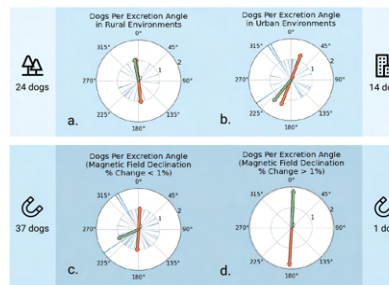 Dogs Per Excretion Angle
in Rural Environments
0°
315°
45°
2
1
270°
90°
225°
135°
180°
24 dogs
a.
Dogs Per Excretion Angle
in Urban Environments
0°
315°
45°
2
1
270°
90°
225°
135°
180°
14 do
b.
Dogs Per Excretion Angle
(Magnetic Field Declination
% Change < 1%)
0°
315°
45°
2
1
270°
90°
225°
135°
180°
37 dogs
c.
Dogs Per Excretion Angle
(Magnetic Field Declination
% Change > 1%)
0°
315°
45°
2
1
270°
90°
225°
135°
180°
1 do
d.